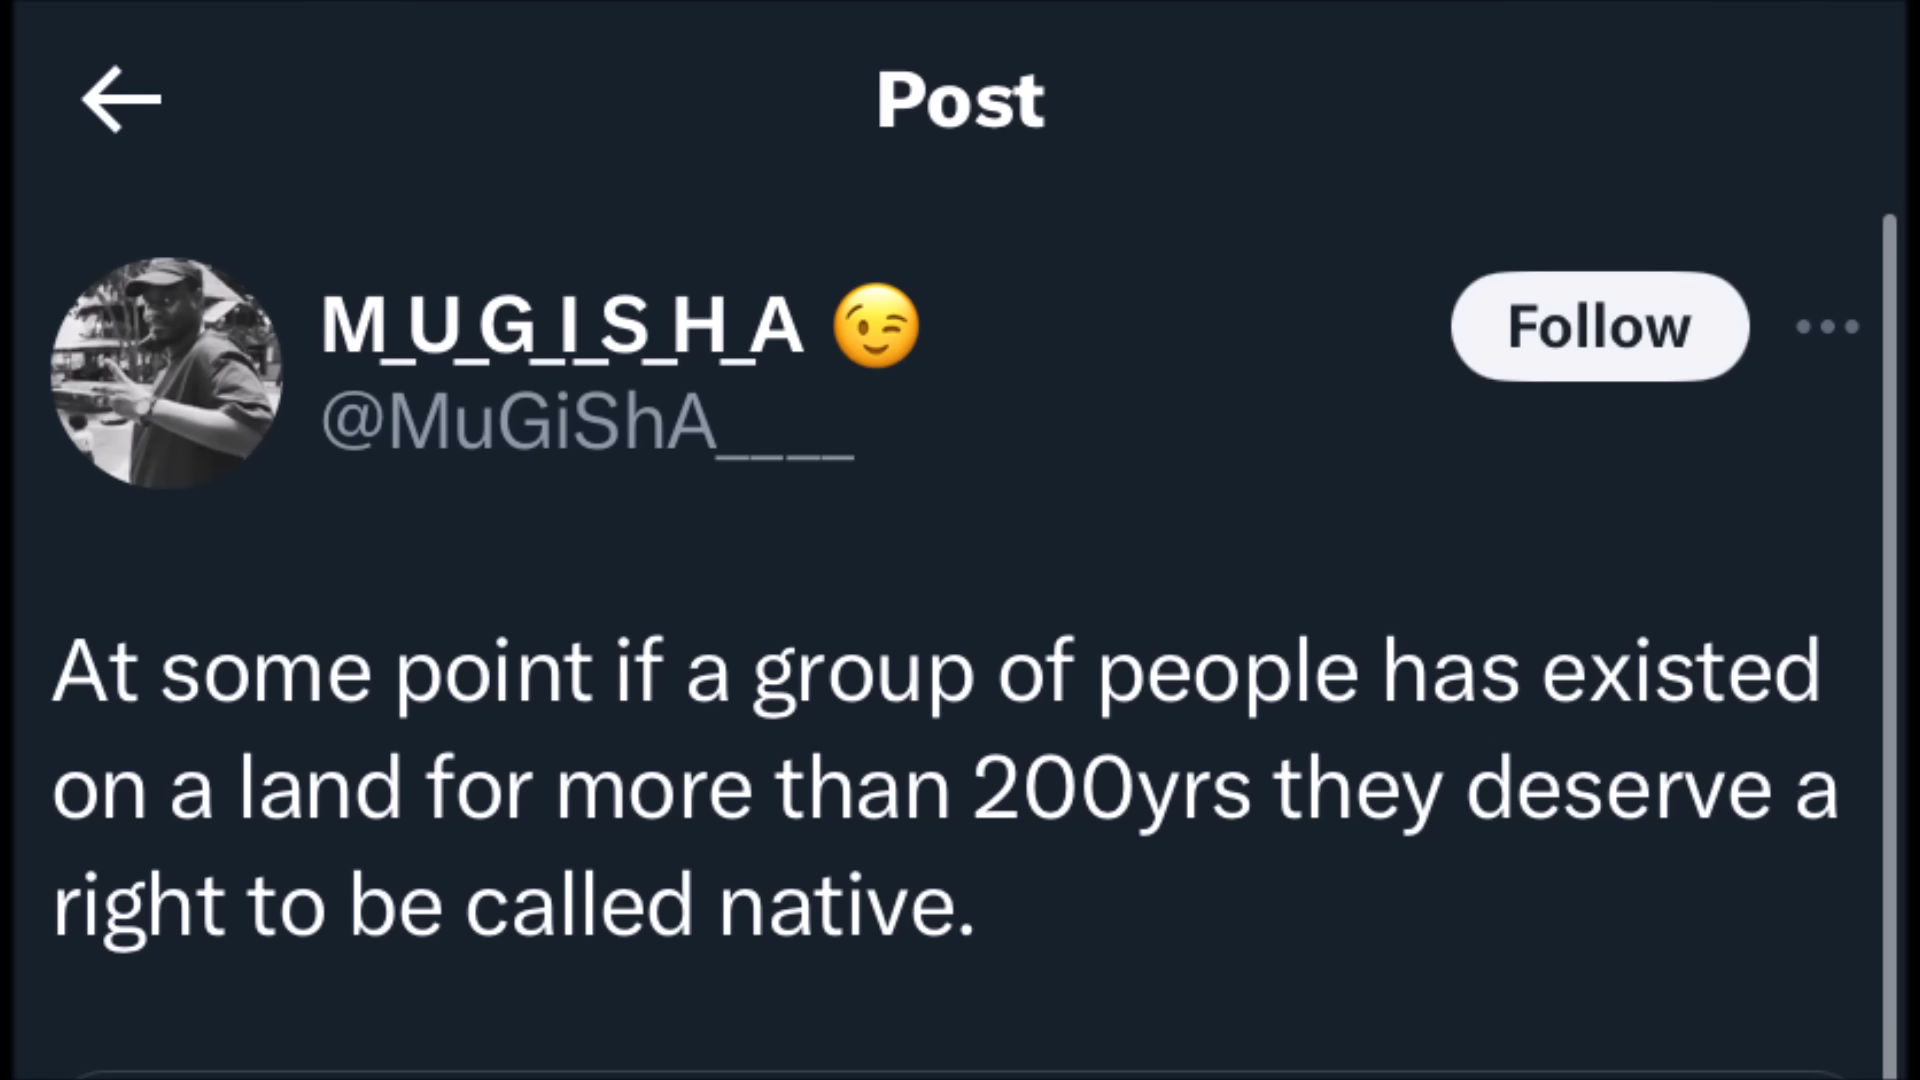 Post
M_U_G_I_S_H_A 😉
Follow
@MuGiShA____
At some point if a group of people has existed
on a land for more than 200yrs they deserve a
right to be called native.